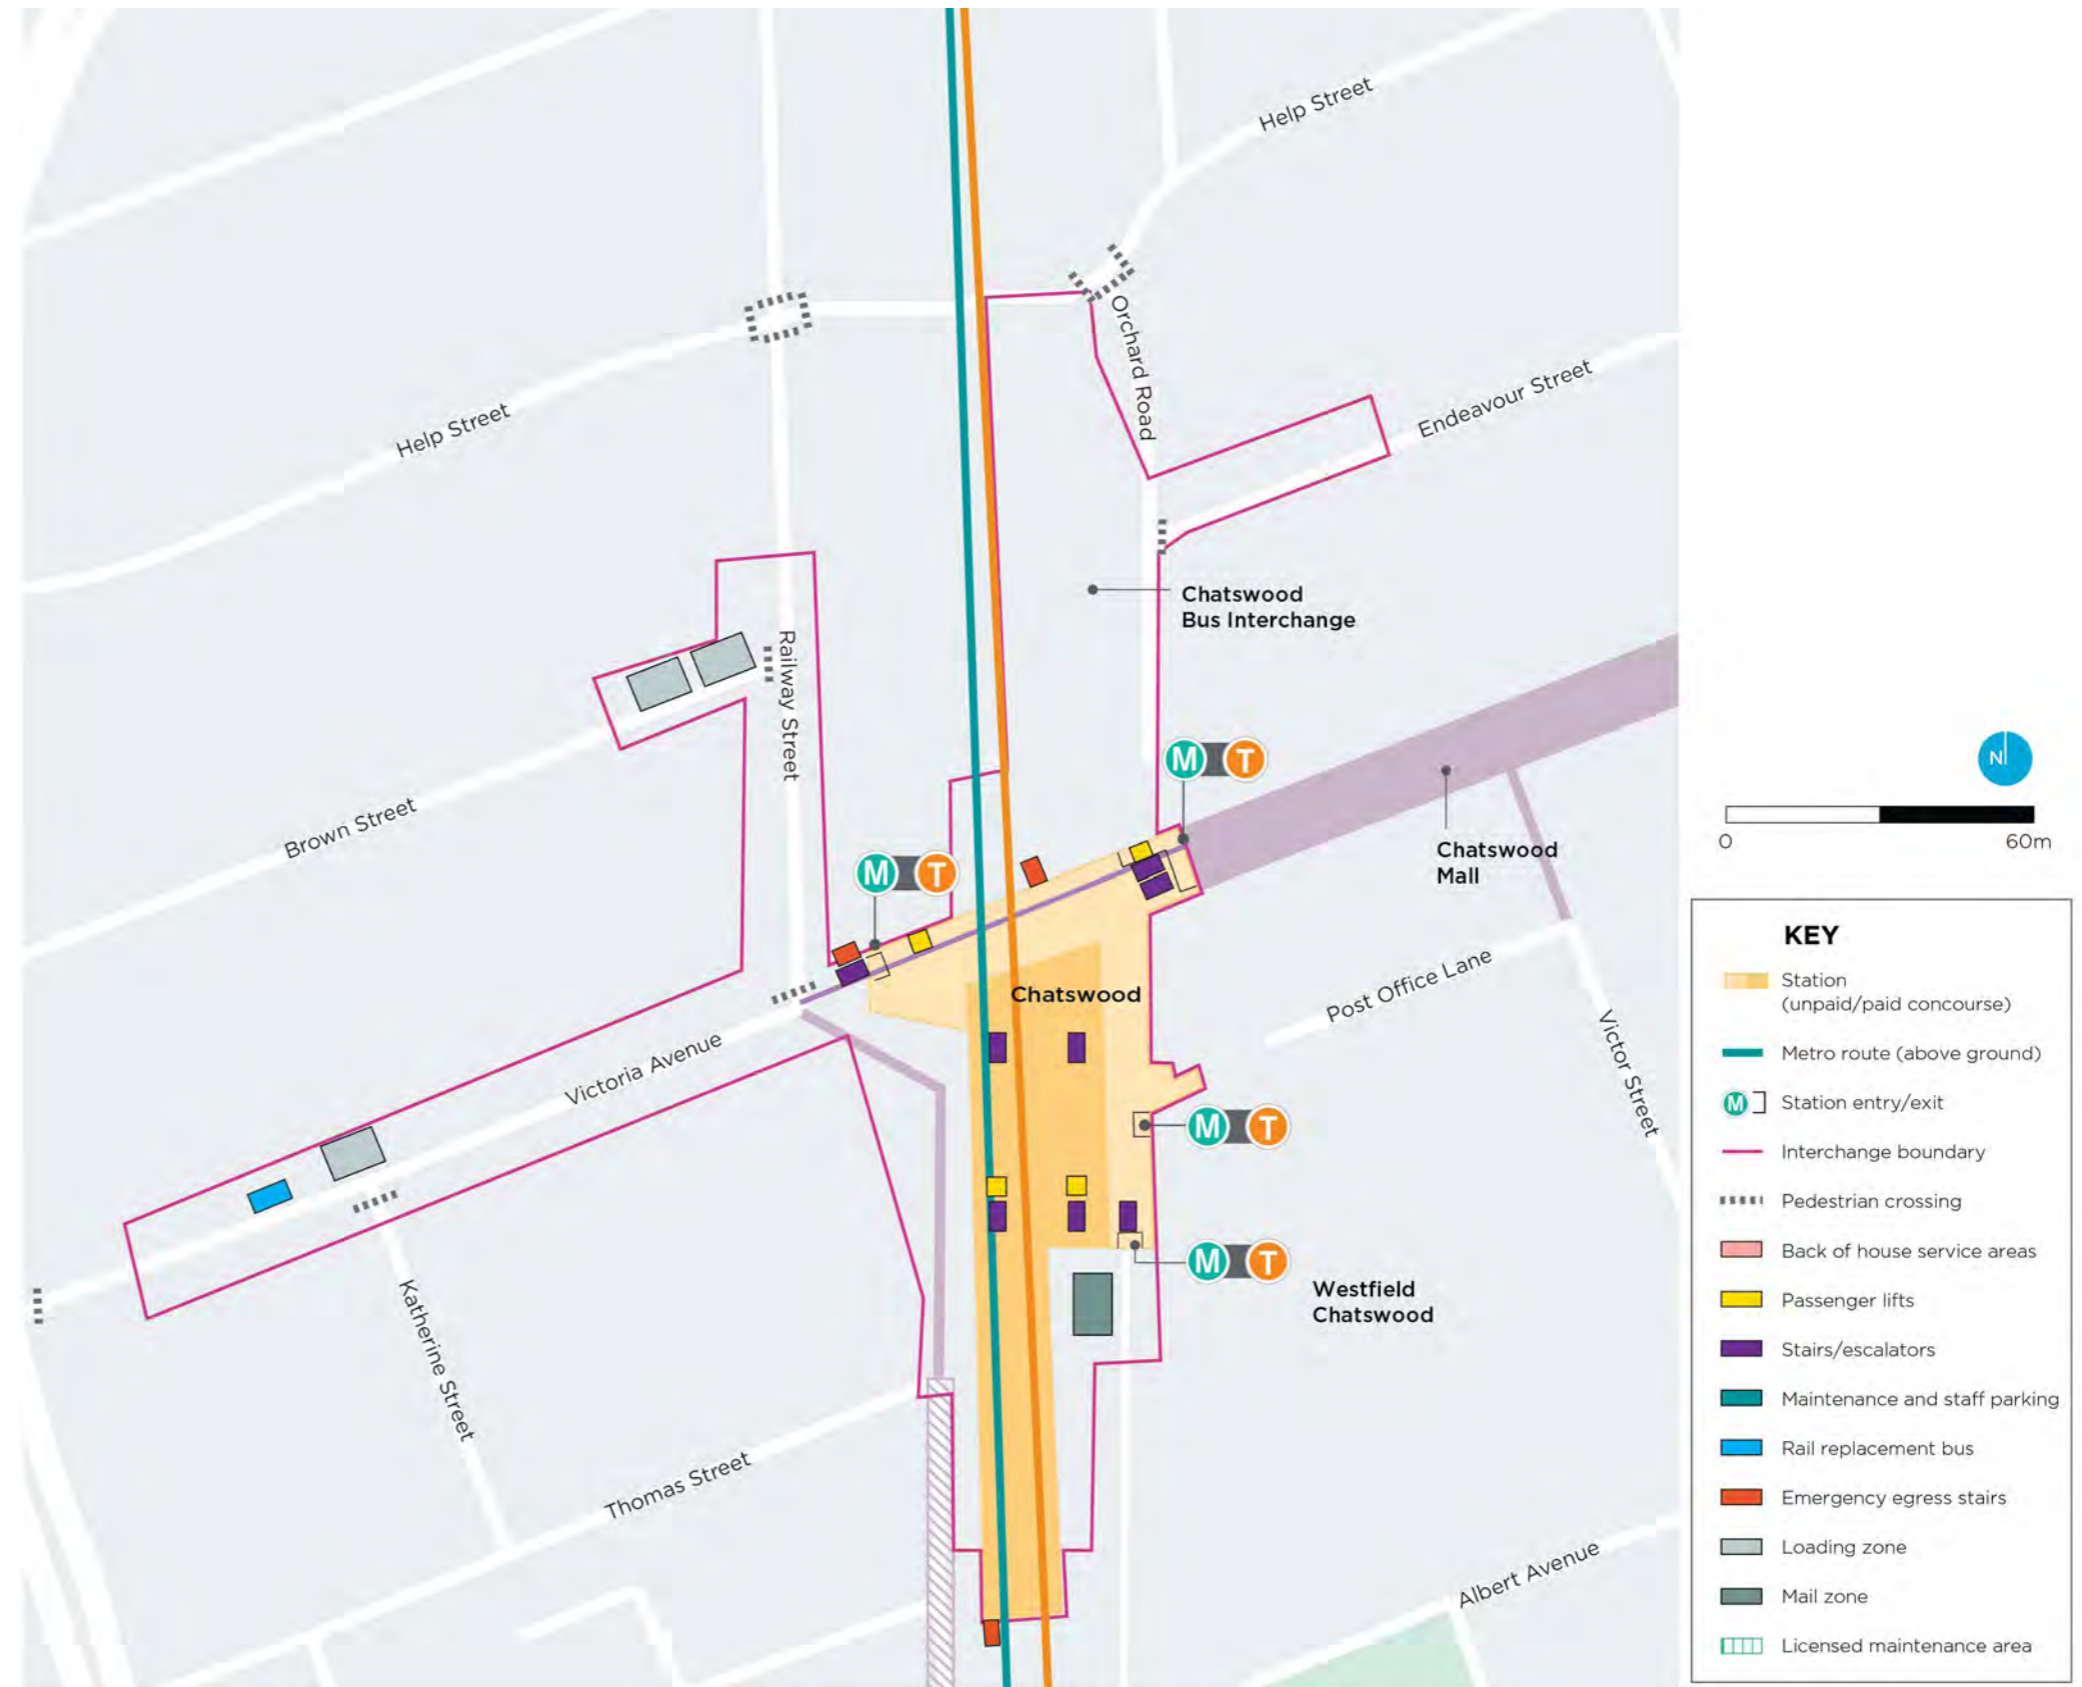 Help Street
Orchard Road
Help Street
Endeavour Street
Chatswood
Bus Interchange
Railway Street
M T
Brown Street
M T
Chatswood
Mall
Chatswood
Post Office Lane
Victor Street
Victoria Avenue
M T
M T
Westfield
Chatswood
Katherine Street
Thomas Street
Albert Avenue
N
0 60m
KEY
Station
(unpaid/paid concourse)
Metro route (above ground)
M Station entry/exit
Interchange boundary
Pedestrian crossing
Back of house service areas
Passenger lifts
Stairs/escalators
Maintenance and staff parking
Rail replacement bus
Emergency egress stairs
Loading zone
Mail zone
Licensed maintenance area